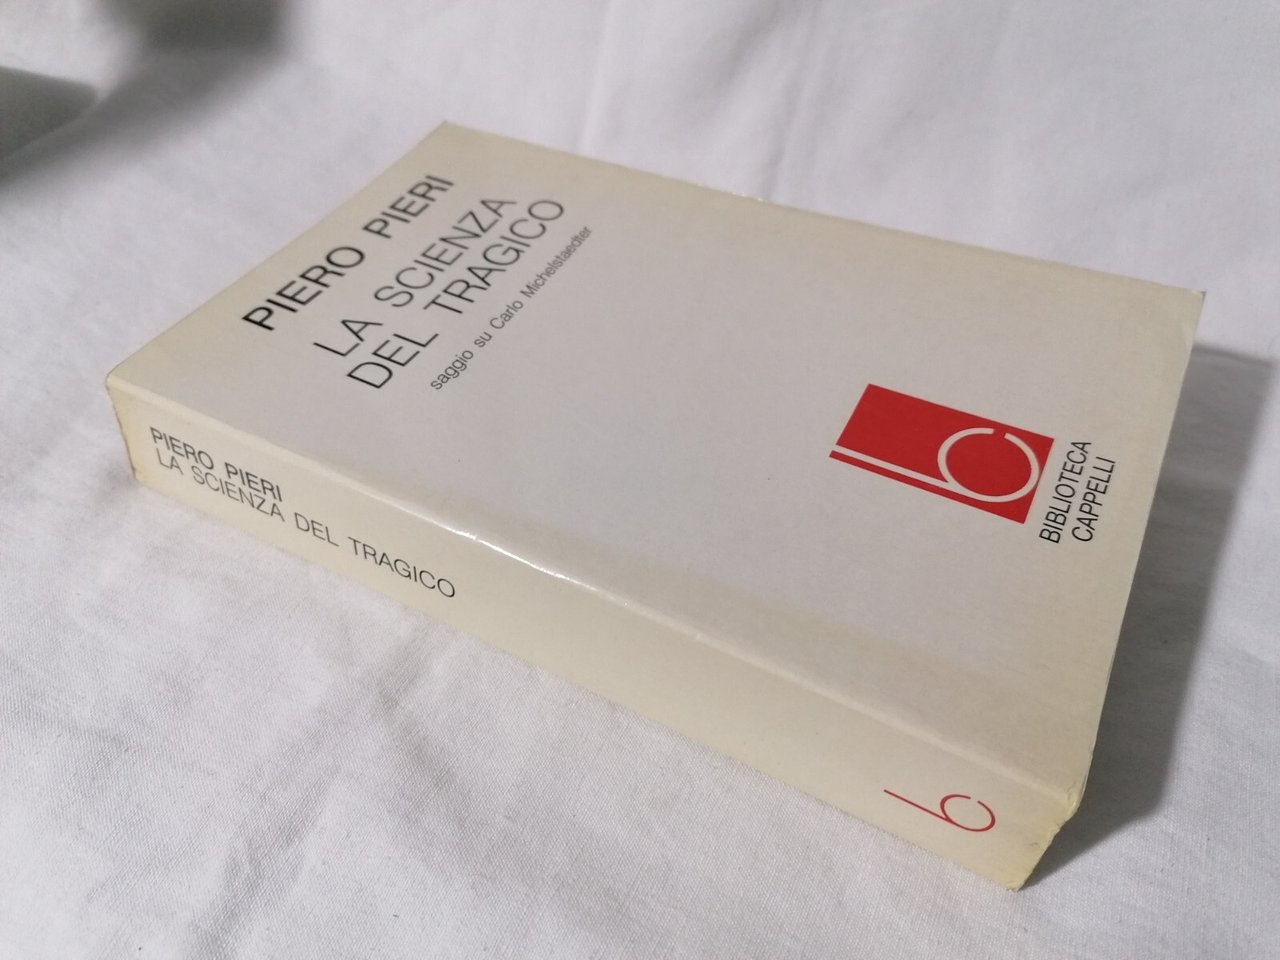 PIERO PIERI
LA SCIENZA
DEL TRAGICO
saggio su Carlo Michelstaedter
BIBLIOTECA
CAPPELLI
PIERO PIERI
LA SCIENZA DEL TRAGICO